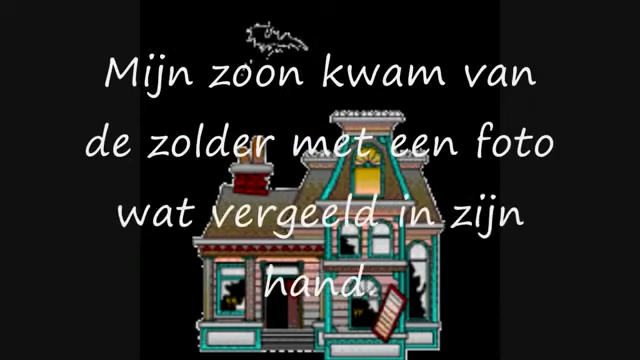 Mijn zoon kwam van
de zolder met een foto
wat vergeeld in zijn
hand.